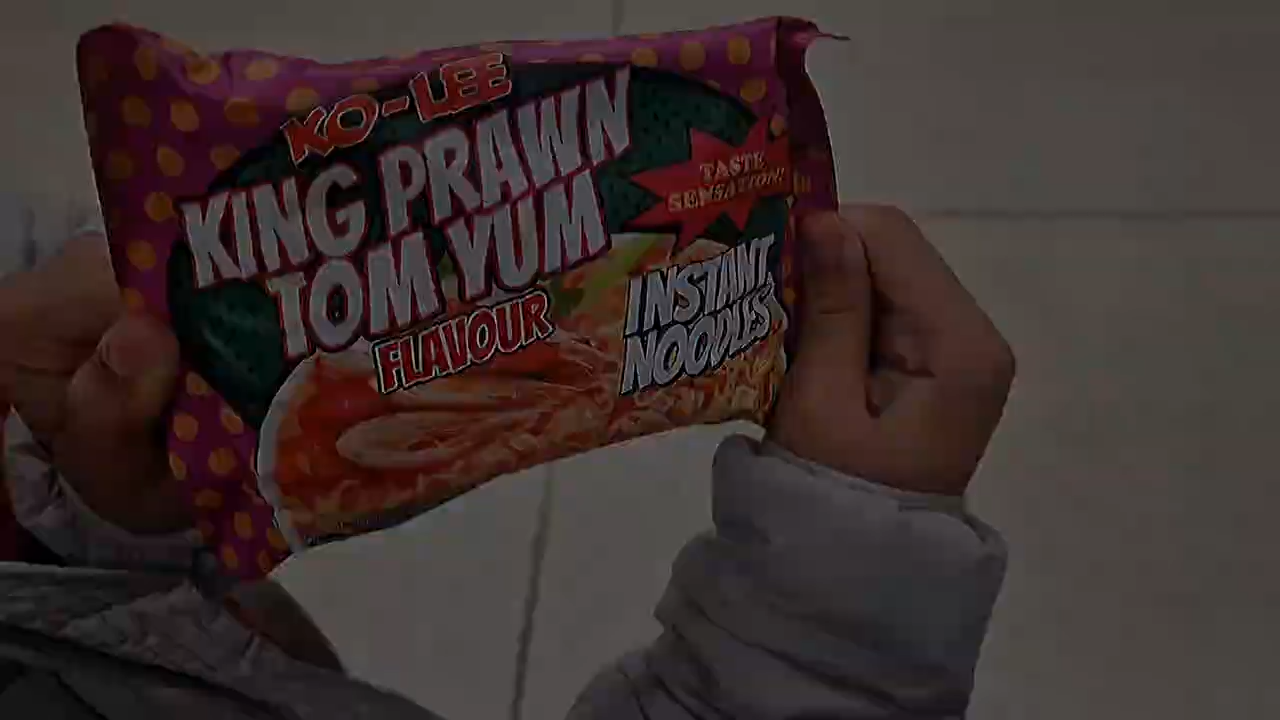 KO-LEE
KING PRAWN
TOM YUM
FLAVOUR
TASTE
SENSATION!
INSTANT
NOODLES